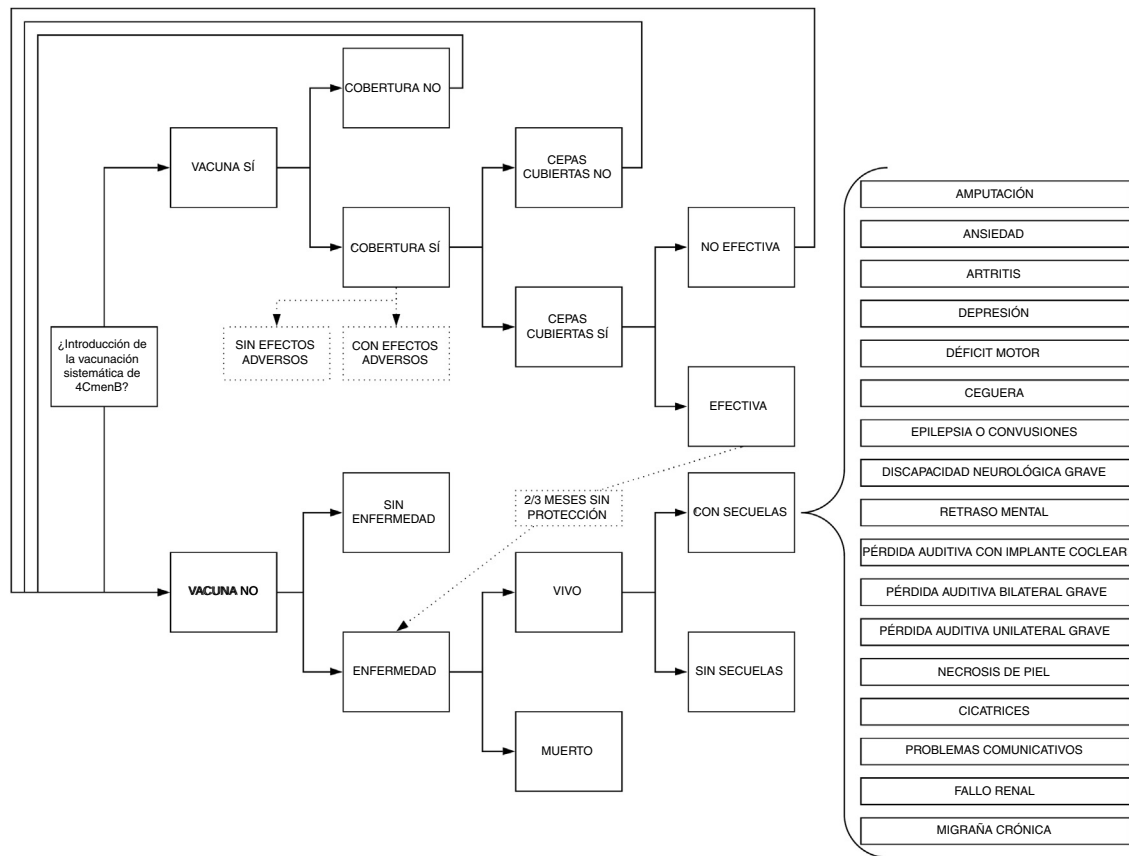 COBERTURA NO
VACUNA SÍ
CEPAS
CUBIERTAS NO
COBERTURA SÍ
NO EFECTIVA
SIN EFECTOS
ADVERSOS
CON EFECTOS
ADVERSOS
CEPAS
CUBIERTAS SÍ
¿Introducción de
la vacunación
sistemática de
4CmenB?
EFECTIVA
SIN
ENFERMEDAD
2/3 MESES SIN
PROTECCIÓN
CON SECUELAS
VACUNA NO
VIVO
ENFERMEDAD
SIN SECUELAS
MUERTO
AMPUTACIÓN
ANSIEDAD
ARTRITIS
DEPRESIÓN
DÉFICIT MOTOR
CEGUERA
EPILEPSIA O CONVUSIONES
DISCAPACIDAD NEUROLÓGICA GRAVE
RETRASO MENTAL
PÉRDIDA AUDITIVA CON IMPLANTE COCLEAR
PÉRDIDA AUDITIVA BILATERAL GRAVE
PÉRDIDA AUDITIVA UNILATERAL GRAVE
NECROSIS DE PIEL
CICATRICES
PROBLEMAS COMUNICATIVOS
FALLO RENAL
MIGRAÑA CRÓNICA